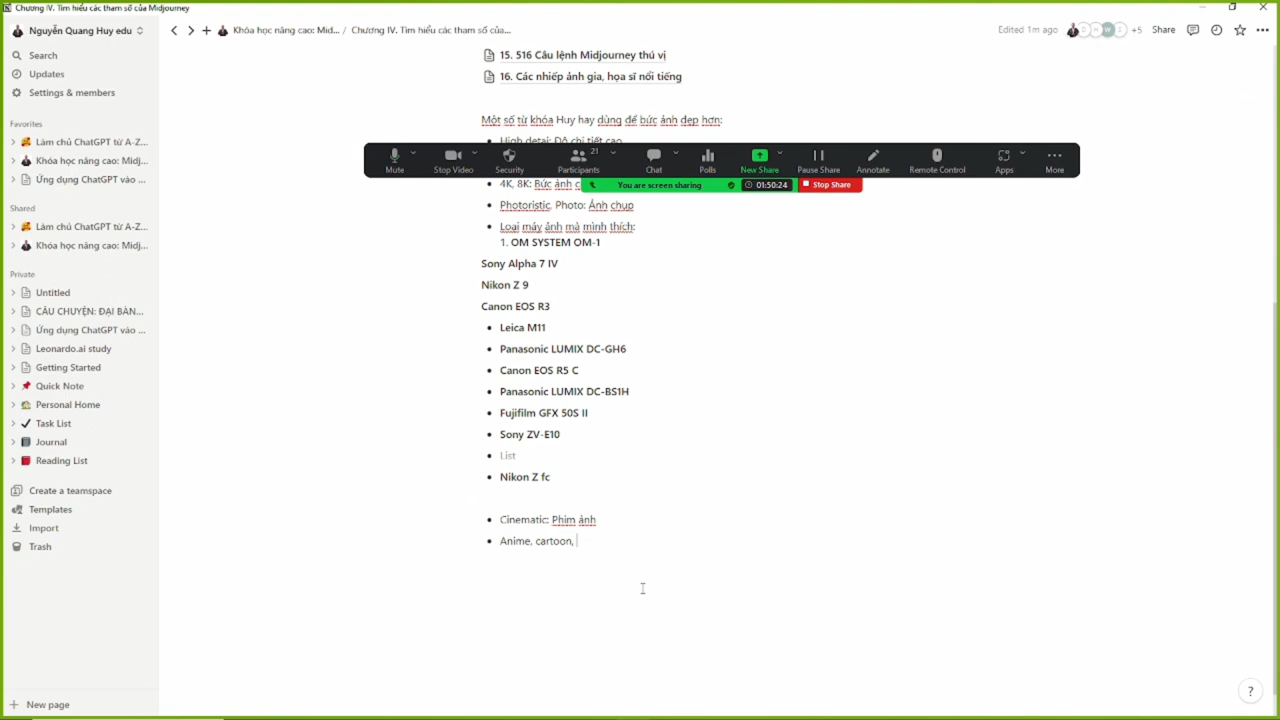 Chương IV. Tìm hiểu các tham số của Midjourney
Nguyễn Quang Huy edu
Khóa học nâng cao: Mid... / Chương IV. Tìm hiểu các tham số của...
Edited 1m ago
+5
Share
Search
Updates
Settings & members
Favorites
Làm chủ ChatGPT từ A-Z...
Khóa học nâng cao: Midj...
Ứng dụng ChatGPT vào ...
Shared
Làm chủ ChatGPT từ A-Z...
Khóa học nâng cao: Midj...
Private
Untitled
CÂU CHUYỆN: ĐẠI BÀN...
Ứng dụng ChatGPT vào ...
Leonardo.ai study
Getting Started
Quick Note
Personal Home
Task List
Journal
Reading List
Create a teamspace
Templates
Import
Trash
New page
15. 516 Câu lệnh Midjourney thú vị
16. Các nhiếp ảnh gia, họa sĩ nổi tiếng
Một số từ khóa Huy hay dùng để bức ảnh đẹp hơn:
High detai: Độ chi tiết cao
Mute
Stop Video
Security
Participants
21
Chat
Polls
New Share
Pause Share
Annotate
Remote Control
Apps
More
You are screen sharing
01:50:24
Stop Share
4K, 8K: Bức ảnh
Photoristic, Photo: Ảnh chụp
Loại máy ảnh mà mình thích:
1. OM SYSTEM OM-1
Sony Alpha 7 IV
Nikon Z 9
Canon EOS R3
Leica M11
Panasonic LUMIX DC-GH6
Canon EOS R5 C
Panasonic LUMIX DC-BS1H
Fujifilm GFX 50S II
Sony ZV-E10
List
Nikon Z fc
Cinematic: Phim ảnh
Anime, cartoon,
?